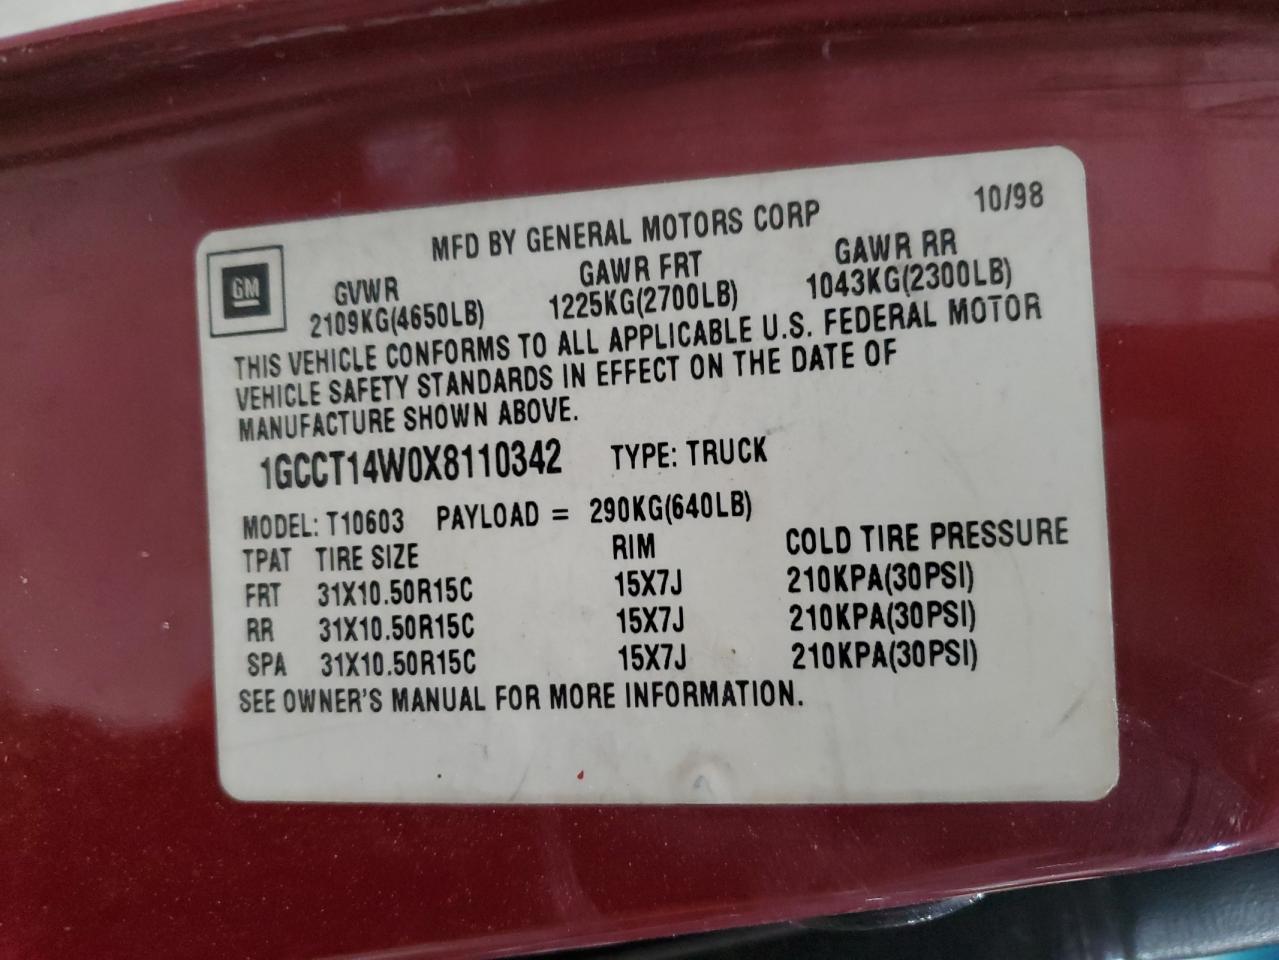 MFD BY GENERAL MOTORS CORP 10/98
GM
GVWR GAWR FRT GAWR RR
2109KG(4650LB) 1225KG(2700LB) 1043KG(2300LB)
THIS VEHICLE CONFORMS TO ALL APPLICABLE U.S. FEDERAL MOTOR
VEHICLE SAFETY STANDARDS IN EFFECT ON THE DATE OF
MANUFACTURE SHOWN ABOVE.
1GCCT14W0X8110342 TYPE: TRUCK
MODEL: T10603 PAYLOAD = 290KG(640LB)
TPAT TIRE SIZE RIM COLD TIRE PRESSURE
FRT 31X10.50R15C 15X7J 210KPA(30PSI)
RR 31X10.50R15C 15X7J 210KPA(30PSI)
SPA 31X10.50R15C 15X7J 210KPA(30PSI)
SEE OWNER'S MANUAL FOR MORE INFORMATION.